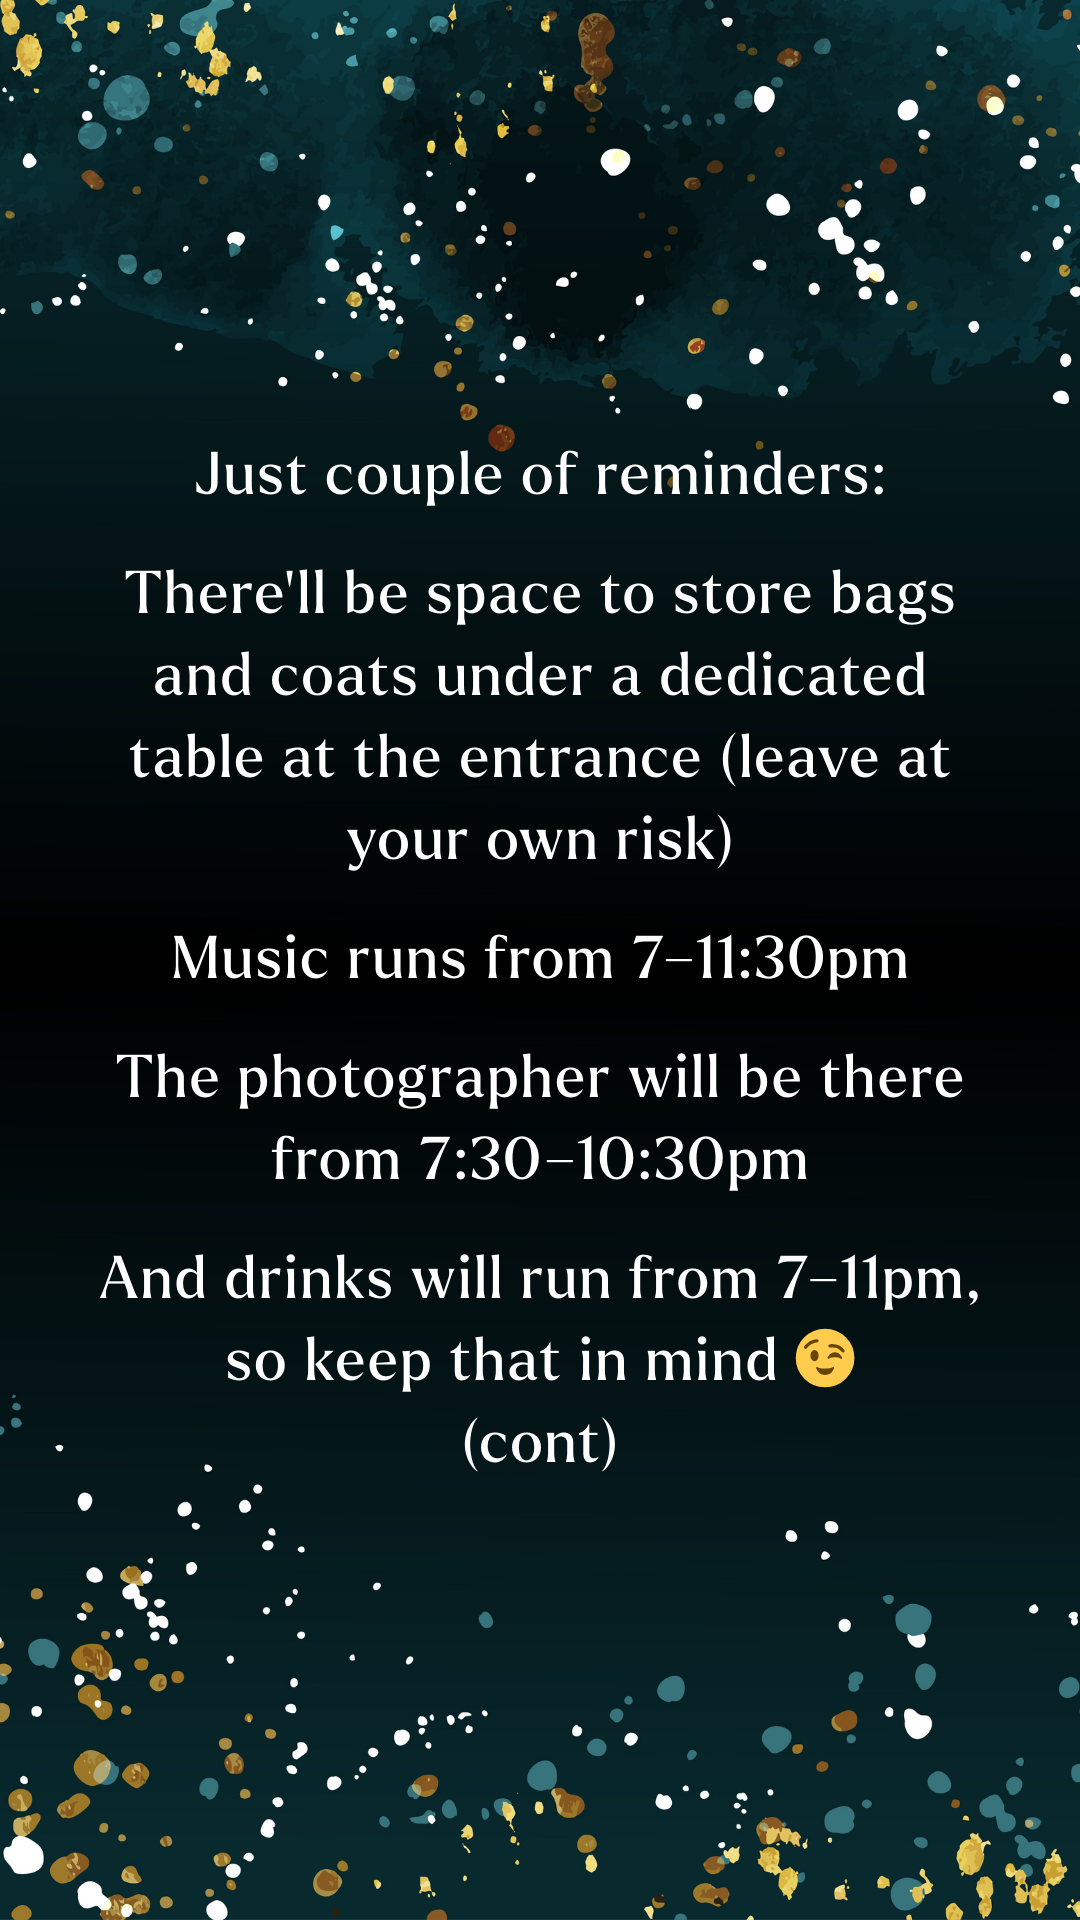 Just couple of reminders:
There'll be space to store bags
and coats under a dedicated
table at the entrance (leave at
your own risk)
Music runs from 7–11:30pm
The photographer will be there
from 7:30–10:30pm
And drinks will run from 7–11pm,
so keep that in mind 😉
(cont)